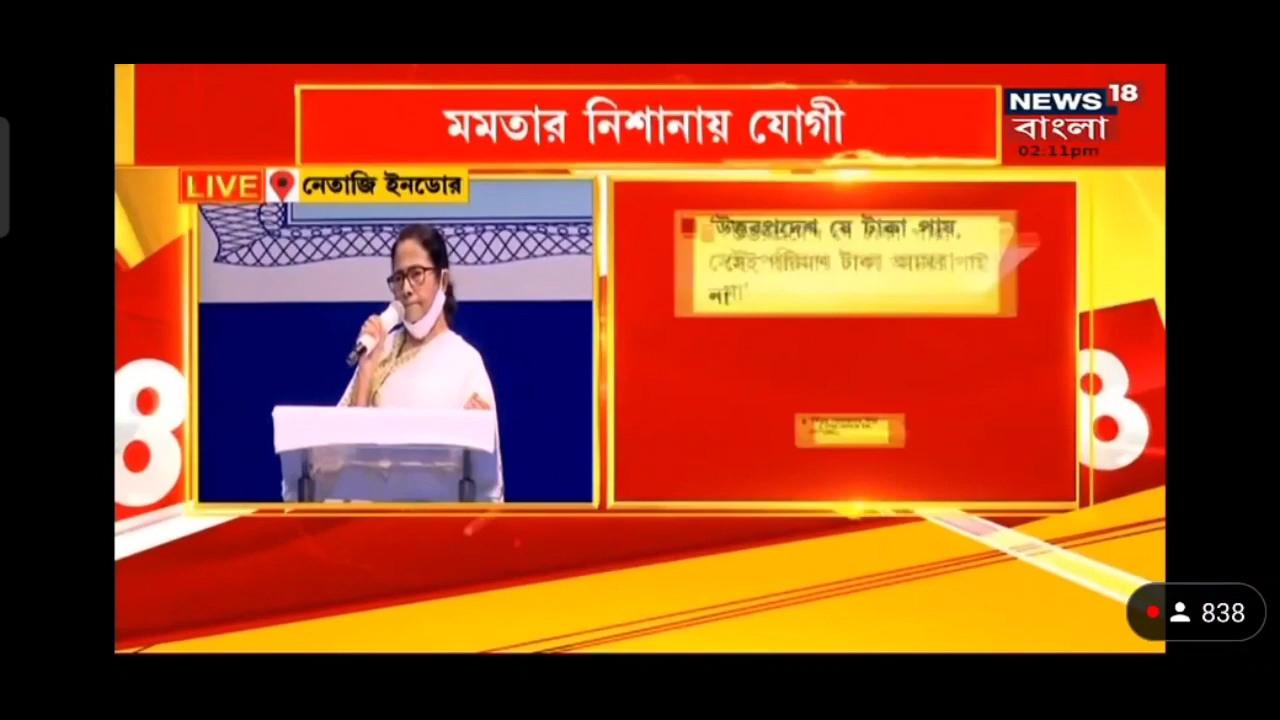 মমতার নিশানায় যোগী
NEWS 18
বাংলা
02:11pm
LIVE নেতাজি ইনডোর
'উত্তরপ্রদেশ যে টাকা পায়,
সেই পরিমাণ টাকা আমরা পাই
না'
838